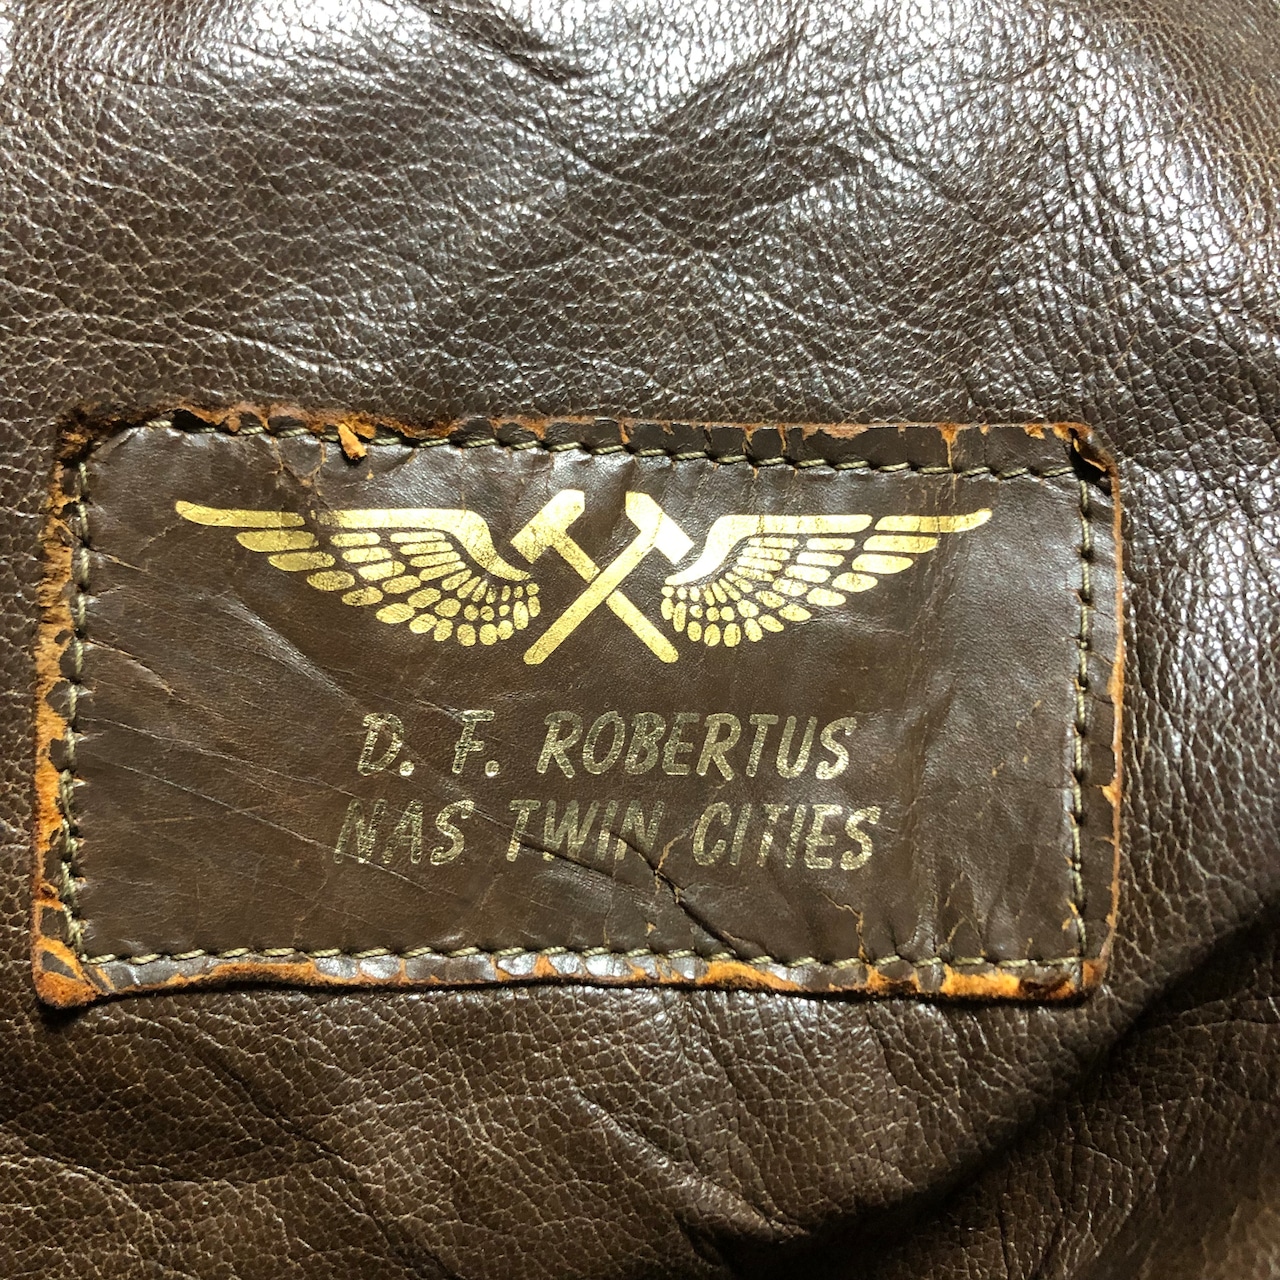 D. F. ROBERTUS
NAS TWIN CITIES